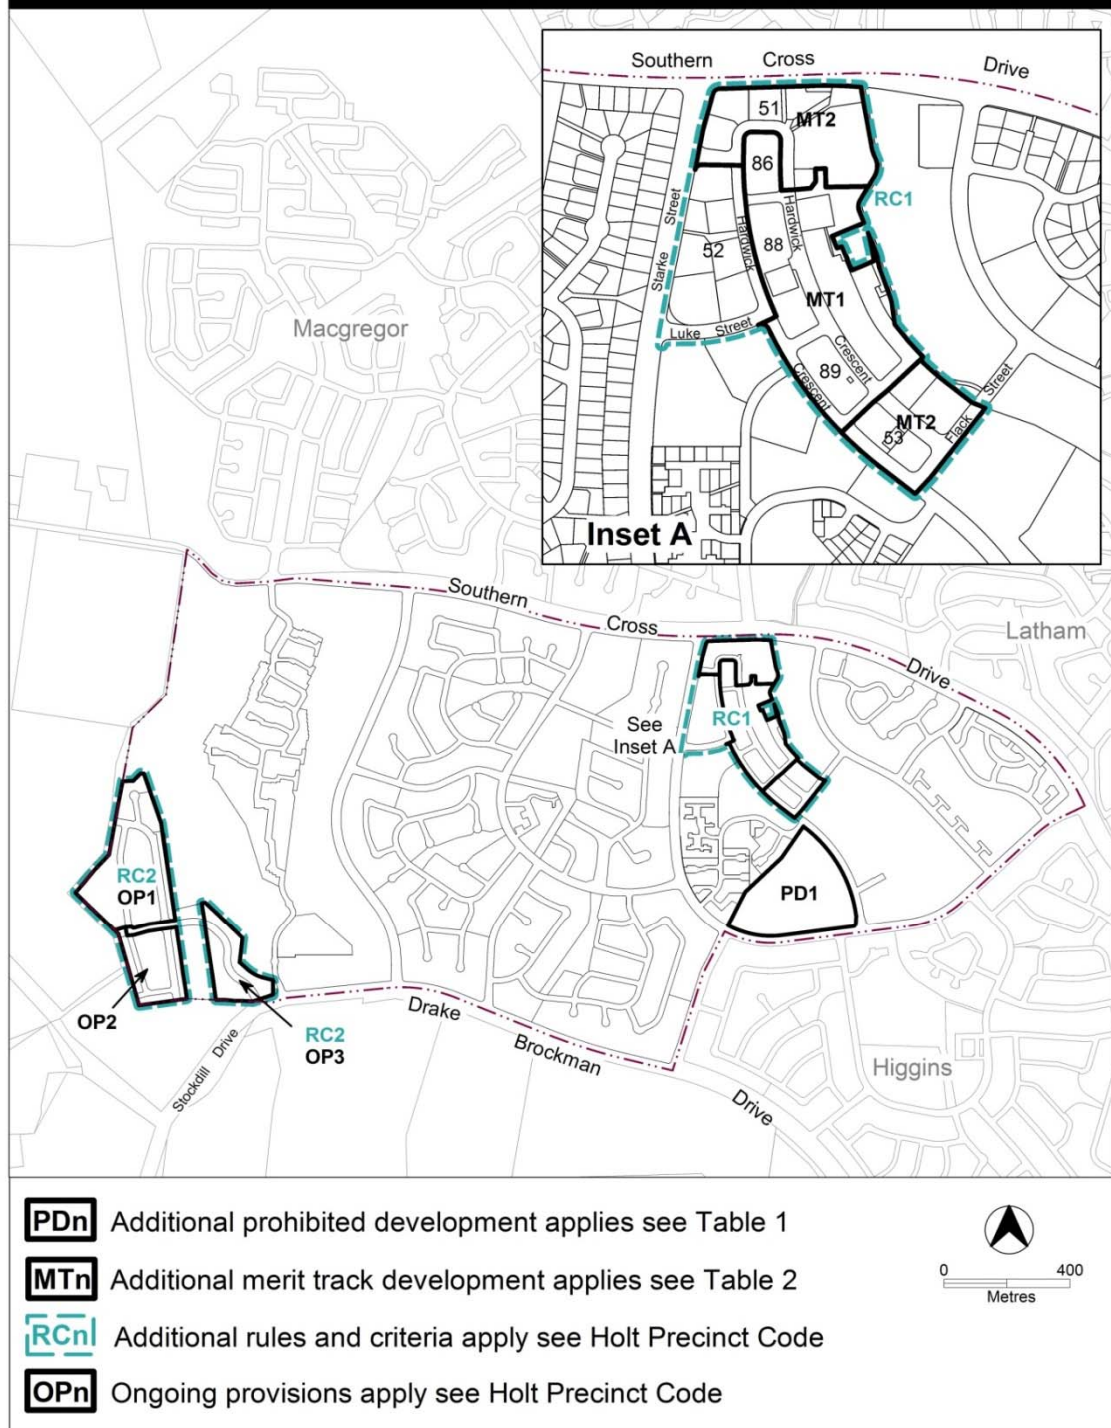 Southern Cross Drive
51
MT2
86
RC1
Starke Street
Hardwick
Hardwick
52
88
MT1
Luke Street
89
Crescent
Crescent
MT2
53
Flack Street
Inset A
Macgregor
Southern Cross Drive
Latham
See
Inset A
RC1
RC2
OP1
PD1
OP2
RC2
OP3
Stockdill Drive
Drake Brockman Drive
Higgins
PDn Additional prohibited development applies see Table 1
MTn Additional merit track development applies see Table 2
RCn Additional rules and criteria apply see Holt Precinct Code
OPn Ongoing provisions apply see Holt Precinct Code
0 400
Metres